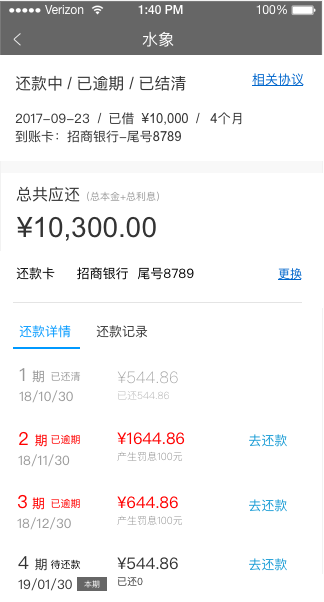 Verizon 1:40 PM 100%
水象
还款中 / 已逾期 / 已结清 相关协议
2017-09-23 / 已借 ¥10,000 / 4个月
到账卡：招商银行-尾号8789
总共应还 (总本金+总利息)
¥10,300.00
还款卡 招商银行 尾号8789 更换
还款详情 还款记录
1 期 已还清 ¥544.86
18/10/30 已还544.86
2 期 已逾期 ¥1644.86 去还款
18/11/30 产生罚息100元
3 期 已逾期 ¥644.86 去还款
18/12/30 产生罚息100元
4 期 待还款 ¥544.86 去还款
19/01/30 本期 已还0